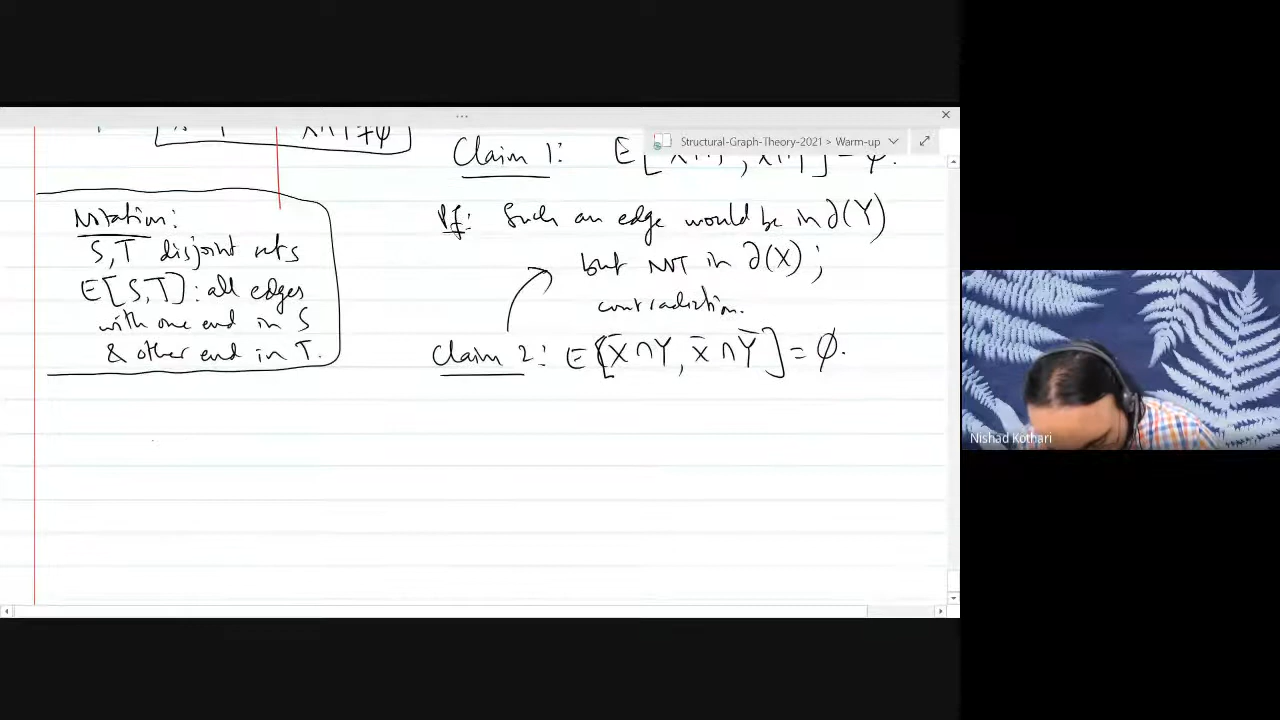 X∩Y≠φ
Structural-Graph-Theory-2021 > Warm-up
Claim 1: E[
] = φ.
Notation:
S,T disjoint sets
E[S,T]: all edges
with one end in S
& other end in T.
Pf: Such an edge would be in ∂(Y)
but NOT in ∂(X);
contradiction.
Claim 2: E[X̄∩Y, X̄∩Ȳ] = φ.
Nishad Kothari